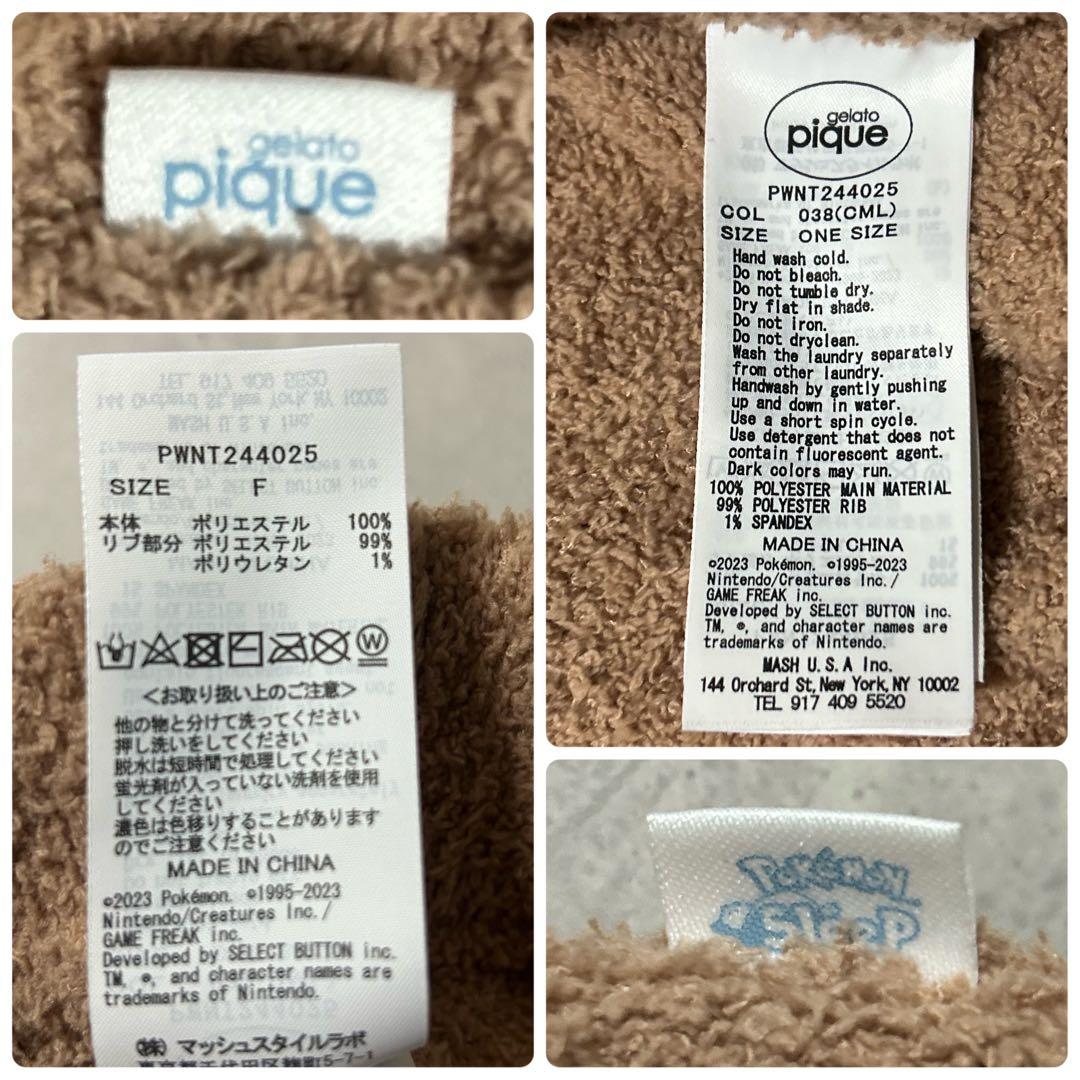 gelato
pique
gelato
pique
PWNT244025
COL 038(CML)
SIZE ONE SIZE
Hand wash cold.
Do not bleach.
Do not tumble dry.
Dry flat in shade.
Do not iron.
Do not dryclean.
Wash the laundry separately
from other laundry.
Handwash by gently pushing
up and down in water.
Use a short spin cycle.
Use detergent that does not
contain fluorescent agent.
Dark colors may run.
100% POLYESTER MAIN MATERIAL
99% POLYESTER RIB
1% SPANDEX
MADE IN CHINA
©2023 Pokémon. ©1995-2023
Nintendo/Creatures Inc./
GAME FREAK inc.
Developed by SELECT BUTTON inc.
TM, ®, and character names are
trademarks of Nintendo.
MASH U.S.A Inc.
144 Orchard St, New York, NY 10002
TEL 917 409 5520
PWNT244025
SIZE F
本体 ポリエステル 100%
リブ部分 ポリエステル 99%
ポリウレタン 1%
W
<お取り扱い上のご注意>
他の物と分けて洗ってください
押し洗いをしてください
脱水は短時間で処理してください
蛍光剤が入っていない洗剤を使用
してください
濃色は色移りすることがあります
のでご注意ください
MADE IN CHINA
©2023 Pokémon. ©1995-2023
Nintendo/Creatures Inc./
GAME FREAK inc.
Developed by SELECT BUTTON inc.
TM, ®, and character names are
trademarks of Nintendo.
(株) マッシュスタイルラボ
東京都千代田区麹町5-7-1
POKéMON
Sleep